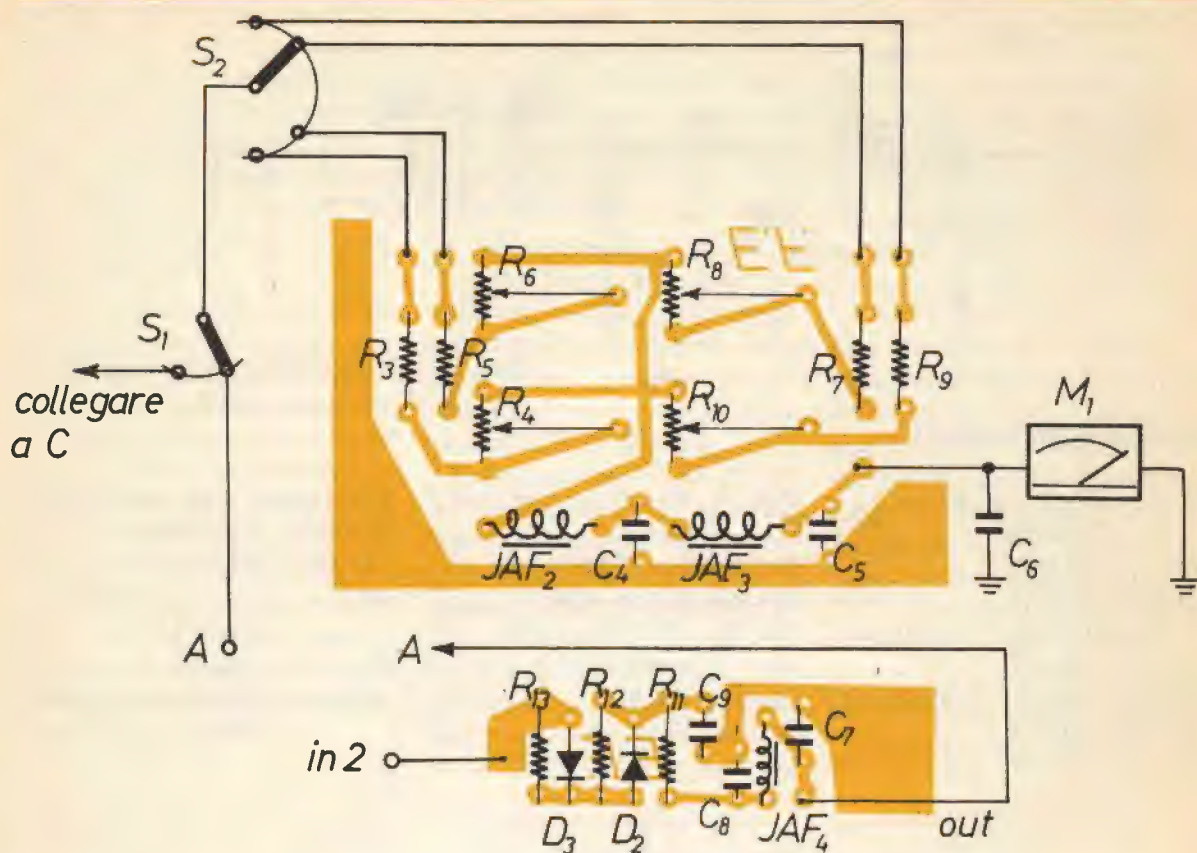 S2
R6
R8
EE
S1
R3
R5
R7
R9
collegare
a C
R4
R10
M1
JAF2
C4
JAF3
C5
C6
A
A
R13
R12
R11
C9
C7
in 2
C8
D3
D2
JAF4
out